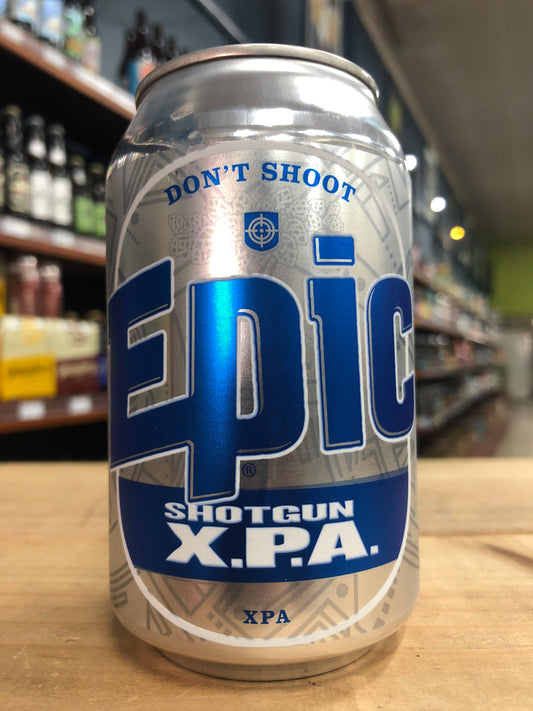 DON'T SHOOT
Epic
®
SHOTGUN
X.P.A.
XPA